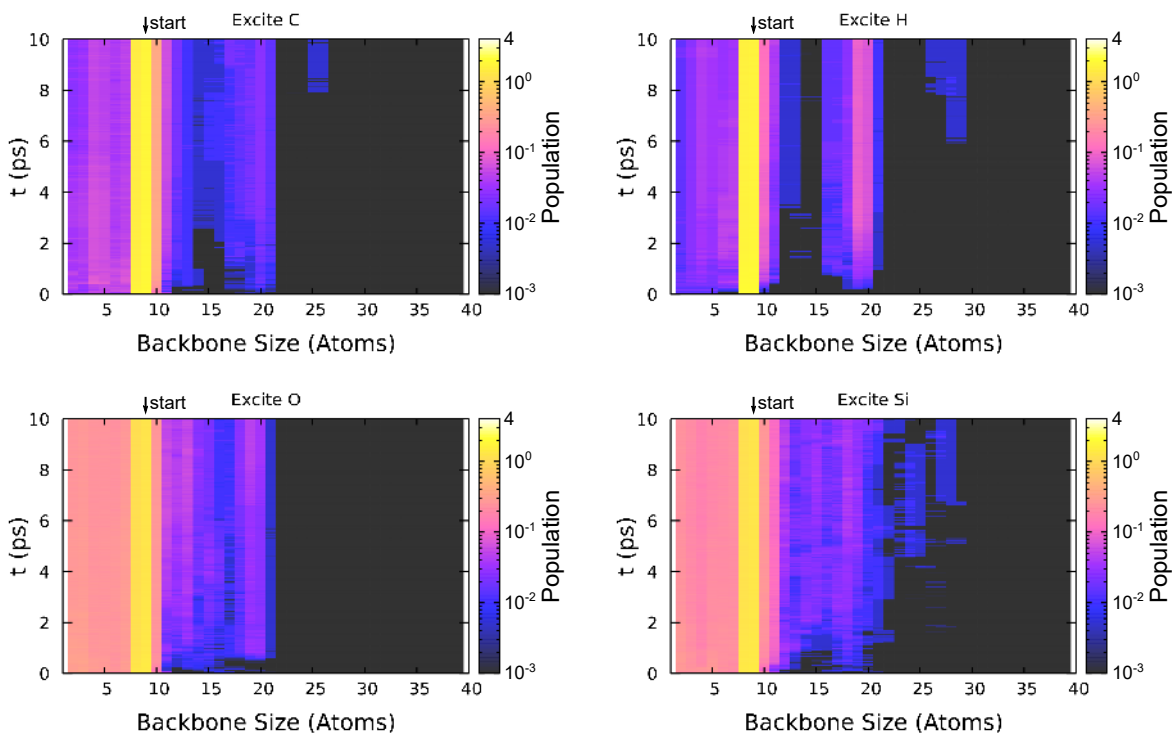 ↓start Excite C
10
8
6
4
2
0
t (ps)
5 10 15 20 25 30 35 40
Backbone Size (Atoms)
4
10^0
10^-1
10^-2
10^-3
Population
↓start Excite H
10
8
6
4
2
0
t (ps)
5 10 15 20 25 30 35 40
Backbone Size (Atoms)
4
10^0
10^-1
10^-2
10^-3
Population
↓start Excite O
10
8
6
4
2
0
t (ps)
5 10 15 20 25 30 35 40
Backbone Size (Atoms)
4
10^0
10^-1
10^-2
10^-3
Population
↓start Excite Si
10
8
6
4
2
0
t (ps)
5 10 15 20 25 30 35 40
Backbone Size (Atoms)
4
10^0
10^-1
10^-2
10^-3
Population